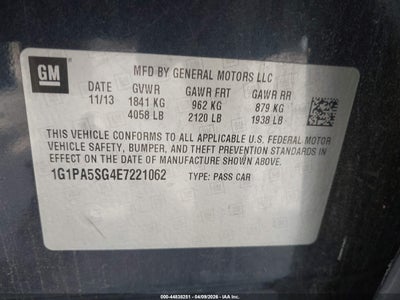 GM
MFD BY GENERAL MOTORS LLC
DATE GVWR GAWR FRT GAWR RR
11/13 1841 KG 962 KG 879 KG
4058 LB 2120 LB 1938 LB
THIS VEHICLE CONFORMS TO ALL APPLICABLE U.S. FEDERAL MOTOR
VEHICLE SAFETY, BUMPER, AND THEFT PREVENTION STANDARDS IN
EFFECT ON THE DATE OF MANUFACTURE SHOWN ABOVE.
1G1PA5SG4E7221062 TYPE: PASS CAR
000-44838251 - 04/09/2026 - IAA, Inc.